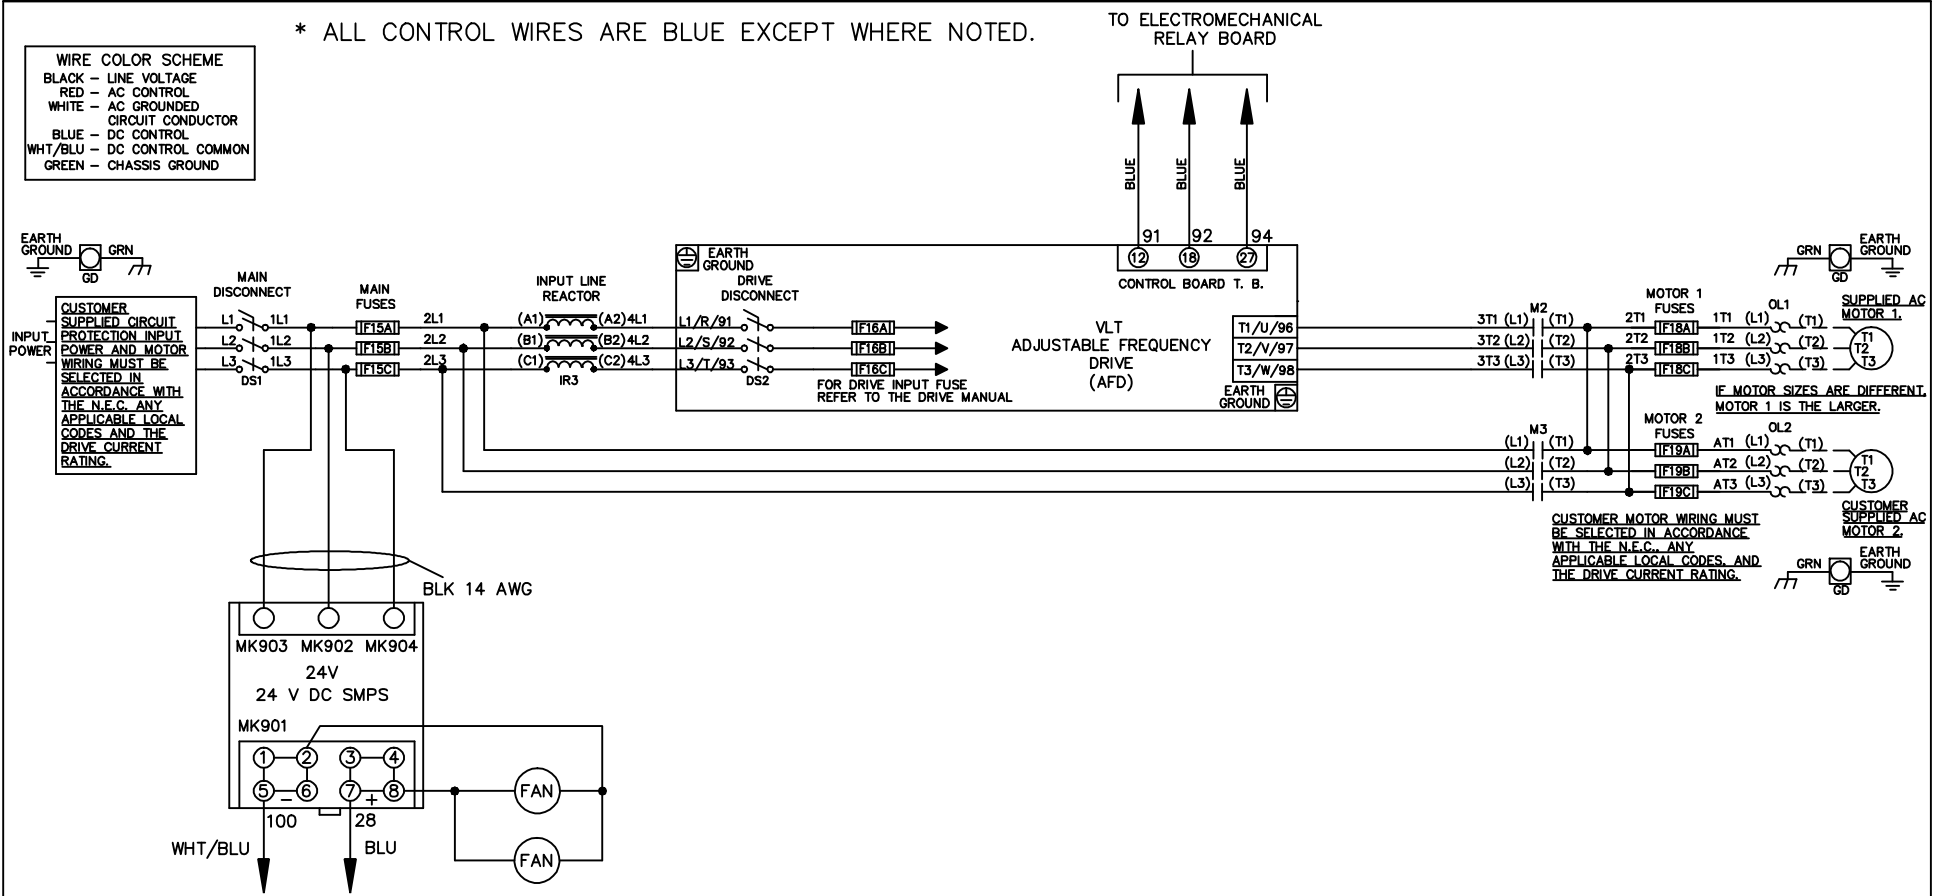 * ALL CONTROL WIRES ARE BLUE EXCEPT WHERE NOTED.
TO ELECTROMECHANICAL
RELAY BOARD
WIRE COLOR SCHEME
BLACK – LINE VOLTAGE
RED – AC CONTROL
WHITE – AC GROUNDED
CIRCUIT CONDUCTOR
BLUE – DC CONTROL
WHT/BLU – DC CONTROL COMMON
GREEN – CHASSIS GROUND
BLUE
BLUE
BLUE
91
92
94
12
18
27
CONTROL BOARD T. B.
EARTH
GROUND
GRN
GD
INPUT
POWER
CUSTOMER
SUPPLIED CIRCUIT
PROTECTION INPUT
POWER AND MOTOR
WIRING MUST BE
SELECTED IN
ACCORDANCE WITH
THE N.E.C. ANY
APPLICABLE LOCAL
CODES AND THE
DRIVE CURRENT
RATING.
MAIN
DISCONNECT
L1 1L1
L2 1L2
L3 1L3
DS1
MAIN
FUSES
F15A
F15B
F15C
2L1
2L2
2L3
INPUT LINE
REACTOR
(A1) (A2)4L1
(B1) (B2)4L2
(C1) (C2)4L3
IR3
EARTH
GROUND
DRIVE
DISCONNECT
L1/R/91
L2/S/92
L3/T/93
DS2
F16A
F16B
F16C
FOR DRIVE INPUT FUSE
REFER TO THE DRIVE MANUAL
VLT
ADJUSTABLE FREQUENCY
DRIVE
(AFD)
T1/U/96
T2/V/97
T3/W/98
EARTH
GROUND
M2
3T1 (L1) (T1)
3T2 (L2) (T2)
3T3 (L3) (T3)
MOTOR 1
FUSES
2T1 F18A 1T1 (L1) (T1)
2T2 F18B 1T2 (L2) (T2)
2T3 F18C 1T3 (L3) (T3)
OL1
GRN
GD
EARTH
GROUND
SUPPLIED AC
MOTOR 1.
T1
T2
T3
IF MOTOR SIZES ARE DIFFERENT,
MOTOR 1 IS THE LARGER.
M3
(L1) (T1)
(L2) (T2)
(L3) (T3)
MOTOR 2
FUSES
F19A AT1 (L1) (T1)
F19B AT2 (L2) (T2)
F19C AT3 (L3) (T3)
OL2
T1
T2
T3
CUSTOMER
SUPPLIED AC
MOTOR 2.
CUSTOMER MOTOR WIRING MUST
BE SELECTED IN ACCORDANCE
WITH THE N.E.C., ANY
APPLICABLE LOCAL CODES, AND
THE DRIVE CURRENT RATING.
GRN
GD
EARTH
GROUND
BLK 14 AWG
MK903 MK902 MK904
24V
24 V DC SMPS
MK901
1 2 3 4
5 – 6 7 + 8
100
28
WHT/BLU
BLU
FAN
FAN